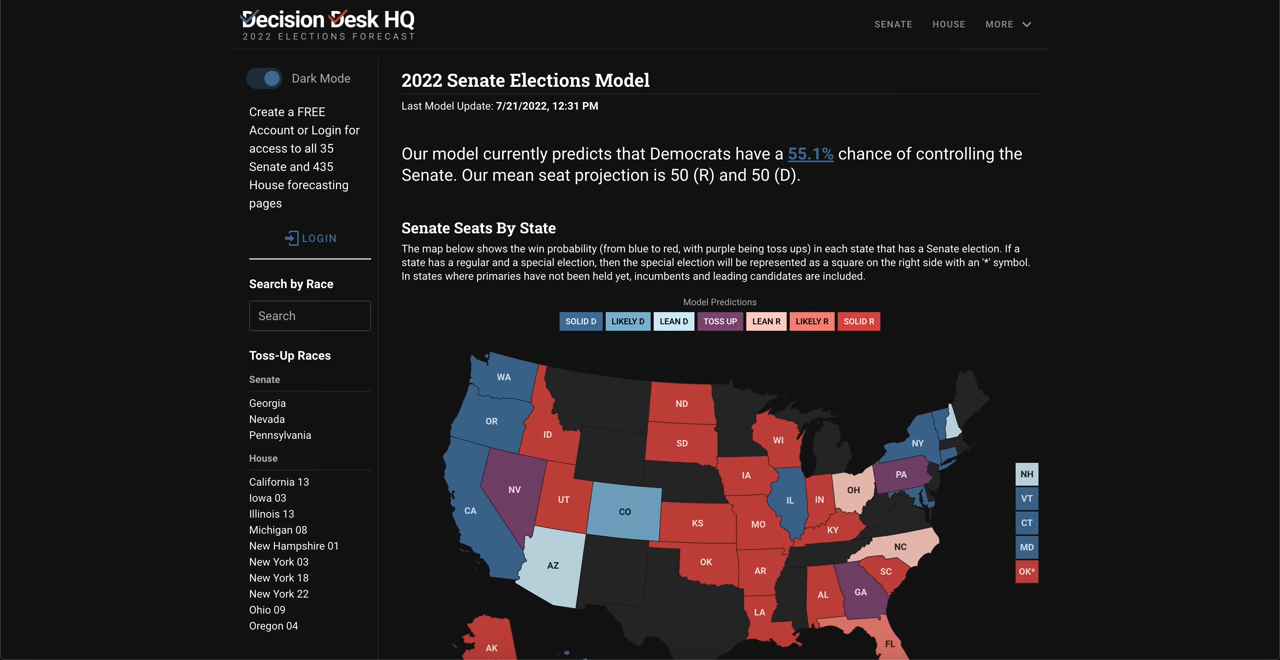 Decision Desk HQ
2022 ELECTIONS FORECAST
SENATE
HOUSE
MORE
Dark Mode
Create a FREE
Account or Login for
access to all 35
Senate and 435
House forecasting
pages
LOGIN
Search by Race
Search
Toss-Up Races
Senate
Georgia
Nevada
Pennsylvania
House
California 13
Iowa 03
Illinois 13
Michigan 08
New Hampshire 01
New York 03
New York 18
New York 22
Ohio 09
Oregon 04
2022 Senate Elections Model
Last Model Update: 7/21/2022, 12:31 PM
Our model currently predicts that Democrats have a 55.1% chance of controlling the
Senate. Our mean seat projection is 50 (R) and 50 (D).
Senate Seats By State
The map below shows the win probability (from blue to red, with purple being toss ups) in each state that has a Senate election. If a
state has a regular and a special election, then the special election will be represented as a square on the right side with an '*' symbol.
In states where primaries have not been held yet, incumbents and leading candidates are included.
Model Predictions
SOLID D
LIKELY D
LEAN D
TOSS UP
LEAN R
LIKELY R
SOLID R
WA
OR
ID
ND
SD
WI
NY
IA
PA
NV
UT
CA
CO
KS
MO
IL
IN
OH
KY
NC
AZ
OK
AR
SC
AL
GA
LA
AK
FL
NH
VT
CT
MD
OK*